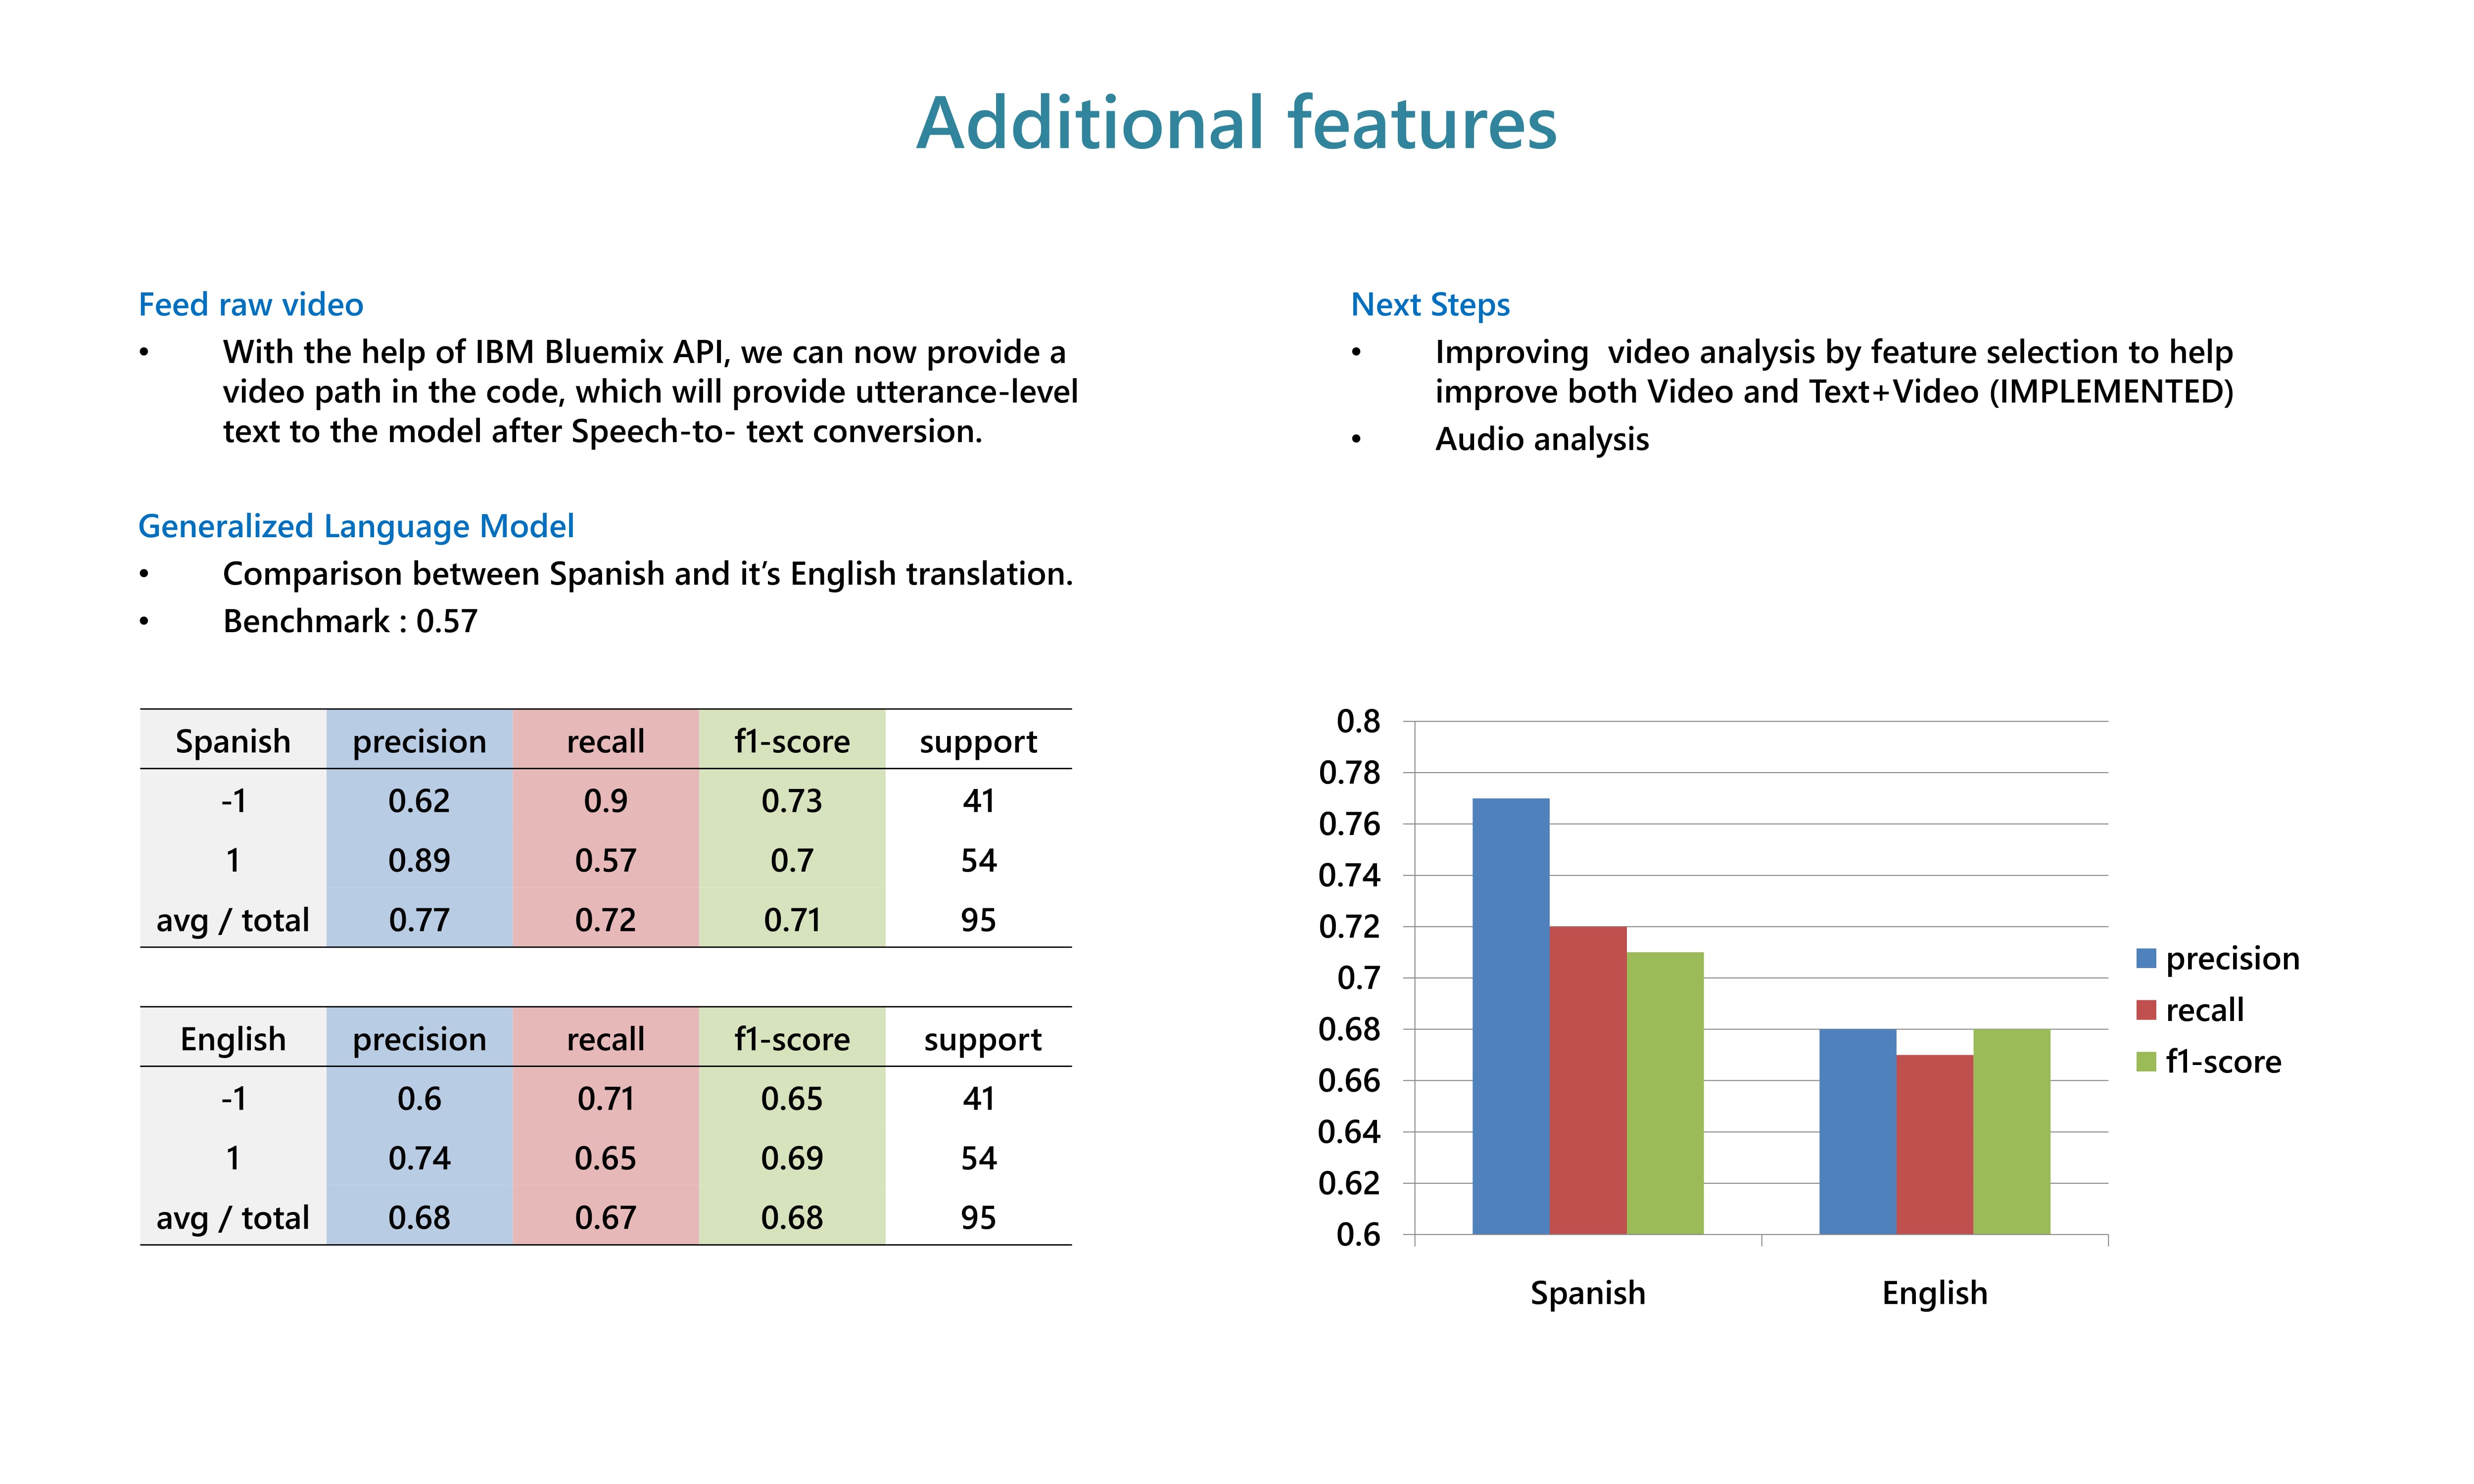 Additional features
Feed raw video
• With the help of IBM Bluemix API, we can now provide a
video path in the code, which will provide utterance-level
text to the model after Speech-to- text conversion.
Generalized Language Model
• Comparison between Spanish and it’s English translation.
• Benchmark : 0.57
Spanish precision recall f1-score support
-1 0.62 0.9 0.73 41
1 0.89 0.57 0.7 54
avg / total 0.77 0.72 0.71 95
English precision recall f1-score support
-1 0.6 0.71 0.65 41
1 0.74 0.65 0.69 54
avg / total 0.68 0.67 0.68 95
Next Steps
• Improving  video analysis by feature selection to help
improve both Video and Text+Video (IMPLEMENTED)
• Audio analysis
0.8
0.78
0.76
0.74
0.72
0.7
0.68
0.66
0.64
0.62
0.6
Spanish English
precision
recall
f1-score